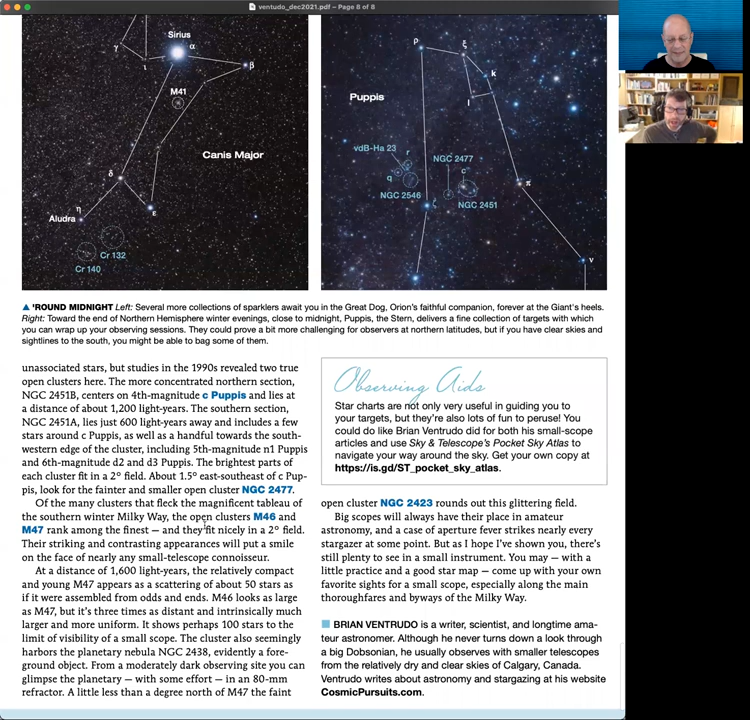 ventudo_dec2021.pdf – Page 8 of 8
Sirius
α
γ
ι
β
M41
Canis Major
δ
η
Aludra
ε
Cr 132
Cr 140
ρ
ξ
k
l
Puppis
vdB-Ha 23
r
q
NGC 2477
c
NGC 2546
NGC 2451
ζ
π
ν
▲ 'ROUND MIDNIGHT Left: Several more collections of sparklers await you in the Great Dog, Orion's faithful companion, forever at the Giant's heels.
Right: Toward the end of Northern Hemisphere winter evenings, close to midnight, Puppis, the Stern, delivers a fine collection of targets with which
you can wrap up your observing sessions. They could prove a bit more challenging for observers at northern latitudes, but if you have clear skies and
sightlines to the south, you might be able to bag some of them.
unassociated stars, but studies in the 1990s revealed two true
open clusters here. The more concentrated northern section,
NGC 2451B, centers on 4th-magnitude c Puppis and lies at
a distance of about 1,200 light-years. The southern section,
NGC 2451A, lies just 600 light-years away and includes a few
stars around c Puppis, as well as a handful towards the south-
western edge of the cluster, including 5th-magnitude n1 Puppis
and 6th-magnitude d2 and d3 Puppis. The brightest parts of
each cluster fit in a 2° field. About 1.5° east-southeast of c Pup-
pis, look for the fainter and smaller open cluster NGC 2477.
Of the many clusters that fleck the magnificent tableau of
the southern winter Milky Way, the open clusters M46 and
M47 rank among the finest — and they fit nicely in a 2° field.
Their striking and contrasting appearances will put a smile
on the face of nearly any small-telescope connoisseur.
At a distance of 1,600 light-years, the relatively compact
and young M47 appears as a scattering of about 50 stars as
if it were assembled from odds and ends. M46 looks as large
as M47, but it's three times as distant and intrinsically much
larger and more uniform. It shows perhaps 100 stars to the
limit of visibility of a small scope. The cluster also seemingly
harbors the planetary nebula NGC 2438, evidently a fore-
ground object. From a moderately dark observing site you can
glimpse the planetary — with some effort — in an 80-mm
refractor. A little less than a degree north of M47 the faint
Observing Aids
Star charts are not only very useful in guiding you to
your targets, but they're also lots of fun to peruse! You
could do like Brian Ventrudo did for both his small-scope
articles and use Sky & Telescope's Pocket Sky Atlas to
navigate your way around the sky. Get your own copy at
https://is.gd/ST_pocket_sky_atlas.
open cluster NGC 2423 rounds out this glittering field.
Big scopes will always have their place in amateur
astronomy, and a case of aperture fever strikes nearly every
stargazer at some point. But as I hope I've shown you, there's
still plenty to see in a small instrument. You may — with a
little practice and a good star map — come up with your own
favorite sights for a small scope, especially along the main
thoroughfares and byways of the Milky Way.
■ BRIAN VENTRUDO is a writer, scientist, and longtime ama-
teur astronomer. Although he never turns down a look through
a big Dobsonian, he usually observes with smaller telescopes
from the relatively dry and clear skies of Calgary, Canada.
Ventrudo writes about astronomy and stargazing at his website
CosmicPursuits.com.